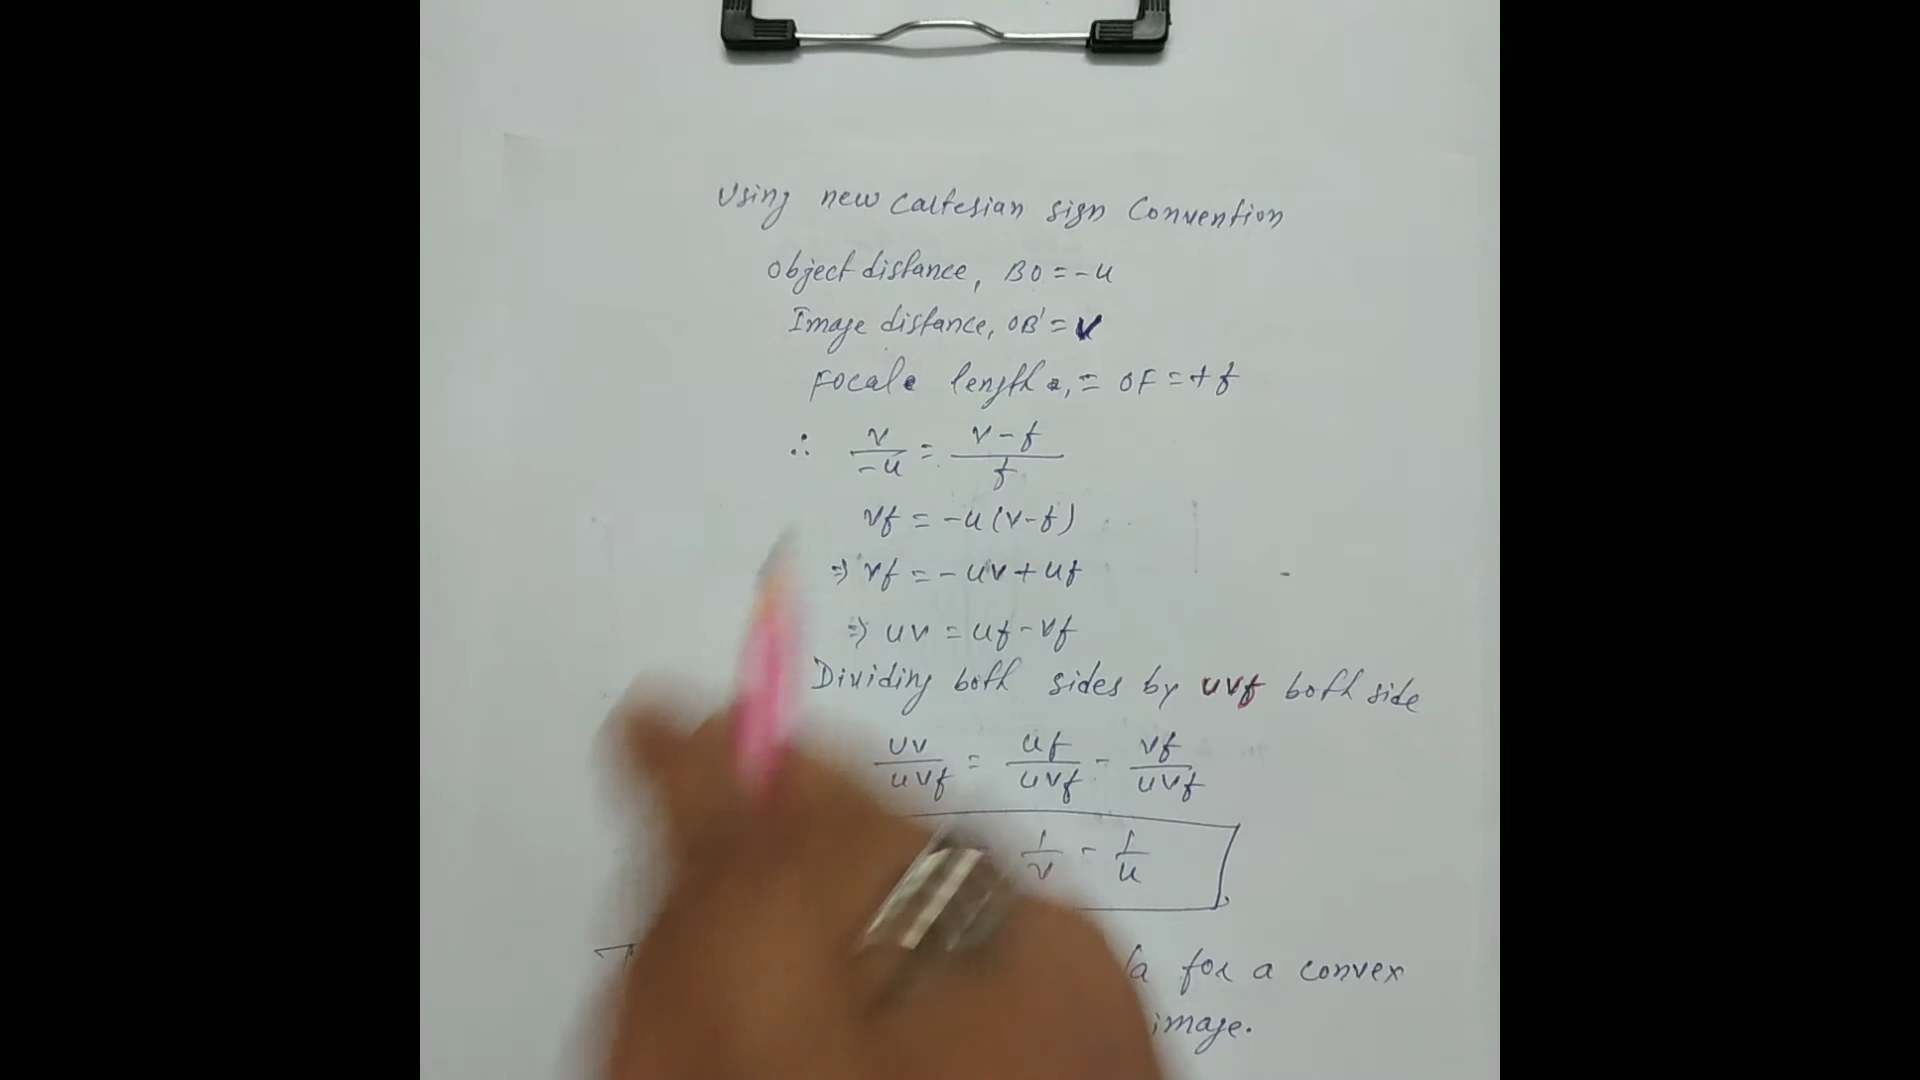 Using new Cartesian sign Convention
Object distance, BO = -u
Image distance, OB' = v
Focal length, = OF = +f
∴ v/-u = v-f/f
vf = -u(v-f)
⇒ vf = -uv + uf
⇒ uv = uf - vf
Dividing both sides by uvf both side
uv/uvf = uf/uvf - vf/uvf
= 1/v - 1/u
for a convex
image.